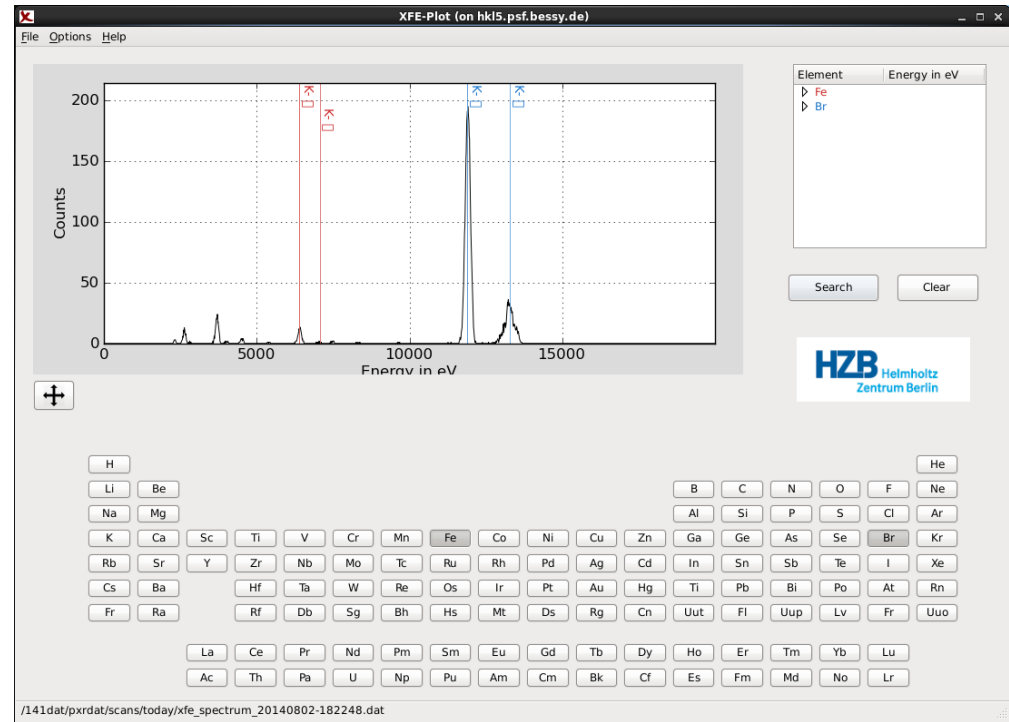 XFE-Plot (on hkl5.psf.bessy.de)
File Options Help
Element Energy in eV
Fe
Br
K- K- K- K-
200
150
100
50
0
Counts
0 5000 10000 15000
Energy in eV
Search Clear
HZB Helmholtz
Zentrum Berlin
H He
Li Be B C N O F Ne
Na Mg Al Si P S Cl Ar
K Ca Sc Ti V Cr Mn Fe Co Ni Cu Zn Ga Ge As Se Br Kr
Rb Sr Y Zr Nb Mo Tc Ru Rh Pd Ag Cd In Sn Sb Te I Xe
Cs Ba Hf Ta W Re Os Ir Pt Au Hg Ti Pb Bi Po At Rn
Fr Ra Rf Db Sg Bh Hs Mt Ds Rg Cn Uut Fl Uup Lv Fr Uuo
La Ce Pr Nd Pm Sm Eu Gd Tb Dy Ho Er Tm Yb Lu
Ac Th Pa U Np Pu Am Cm Bk Cf Es Fm Md No Lr
/141dat/pxrdat/scans/today/xfe_spectrum_20140802-182248.dat